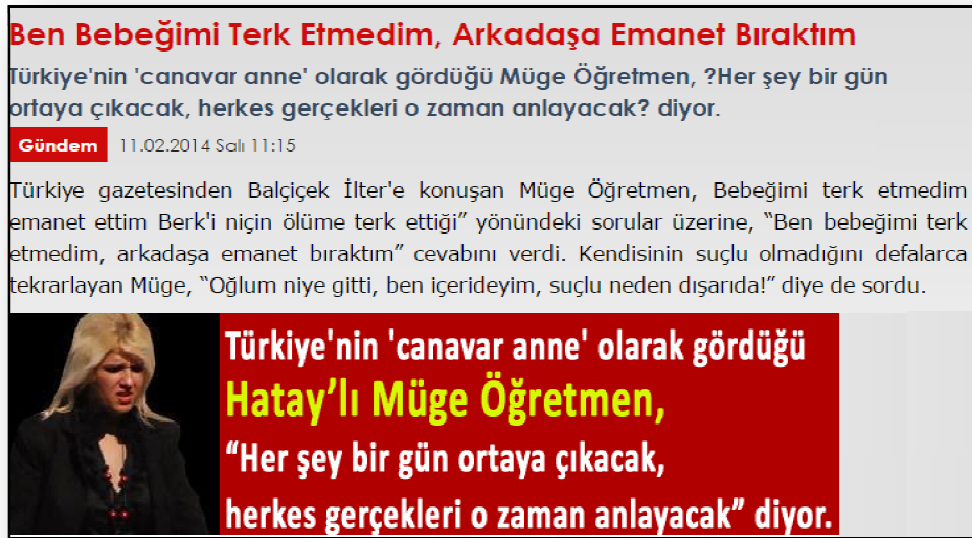 Ben Bebeğimi Terk Etmedim, Arkadaşa Emanet Bıraktım
Türkiye'nin 'canavar anne' olarak gördüğü Müge Öğretmen, ?Her şey bir gün
ortaya çıkacak, herkes gerçekleri o zaman anlayacak? diyor.
Gündem 11.02.2014 Salı 11:15
Türkiye gazetesinden Balçiçek İlter'e konuşan Müge Öğretmen, Bebeğimi terk etmedim
emanet ettim Berk'i niçin ölüme terk ettiği” yönündeki sorular üzerine, “Ben bebeğimi terk
etmedim, arkadaşa emanet bıraktım” cevabını verdi. Kendisinin suçlu olmadığını defalarca
tekrarlayan Müge, “Oğlum niye gitti, ben içerideyim, suçlu neden dışarıda!” diye de sordu.
Türkiye'nin 'canavar anne' olarak gördüğü
Hatay’lı Müge Öğretmen,
“Her şey bir gün ortaya çıkacak,
herkes gerçekleri o zaman anlayacak” diyor.